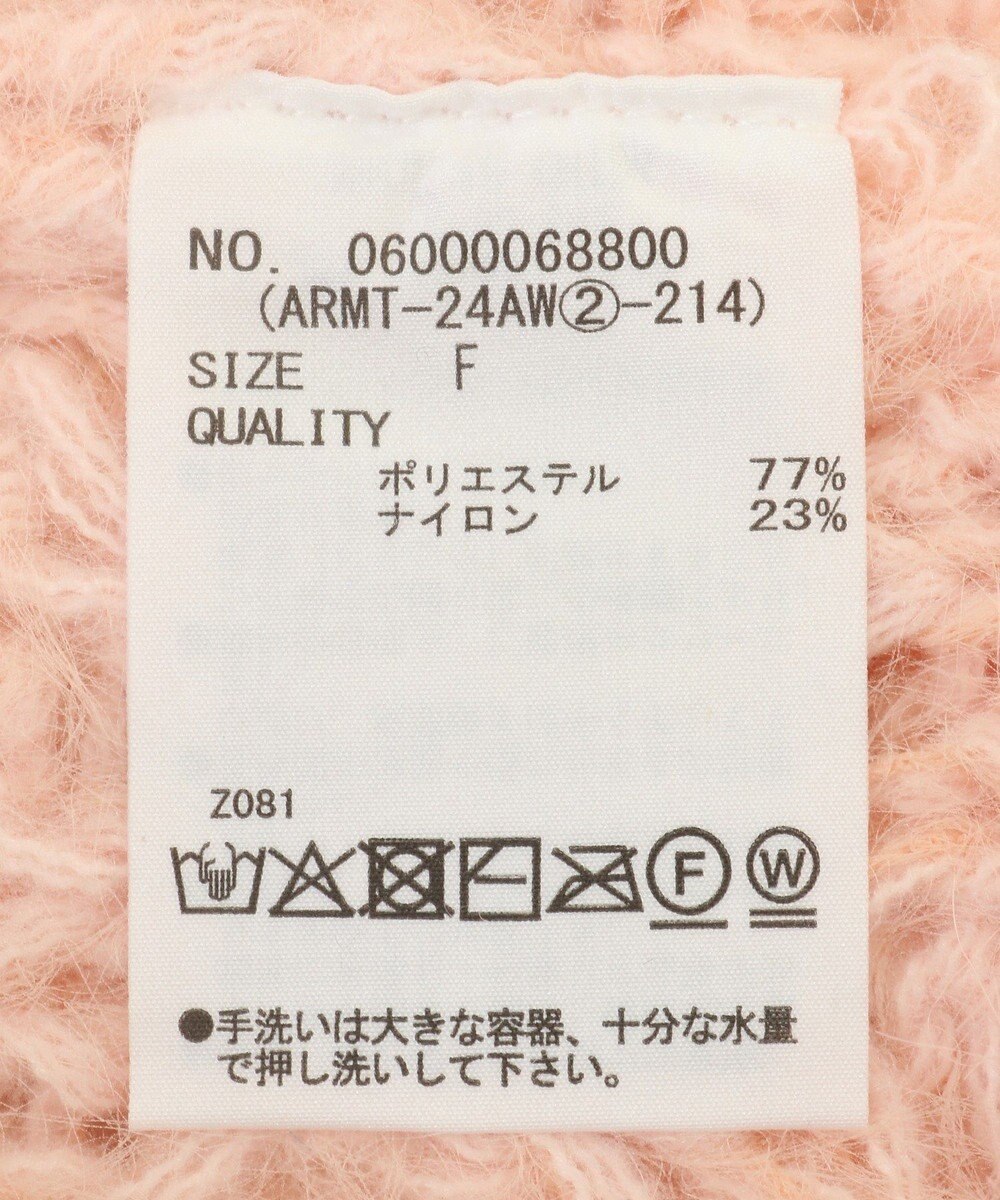 NO. 06000068800
(ARMT-24AW②-214)
SIZE F
QUALITY
ポリエステル 77%
ナイロン 23%
Z081
F W
●手洗いは大きな容器、十分な水量
で押し洗いして下さい。